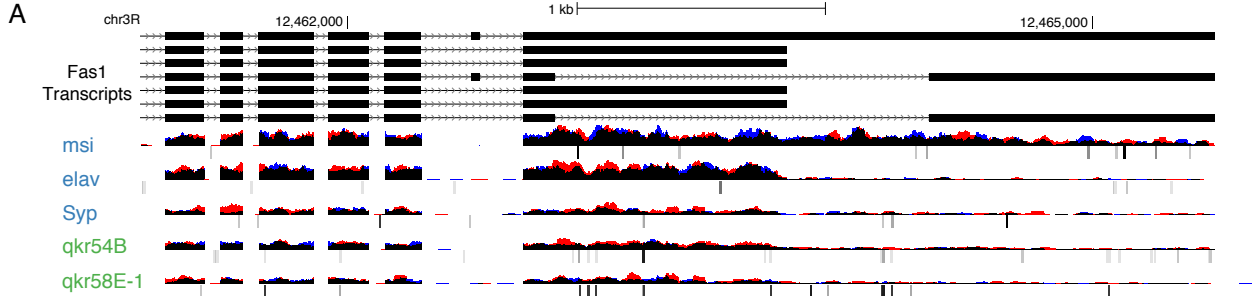 A
1 kb
chr3R
12,462,000
12,465,000
Fas1
Transcripts
msi
elav
Syp
qkr54B
qkr58E-1